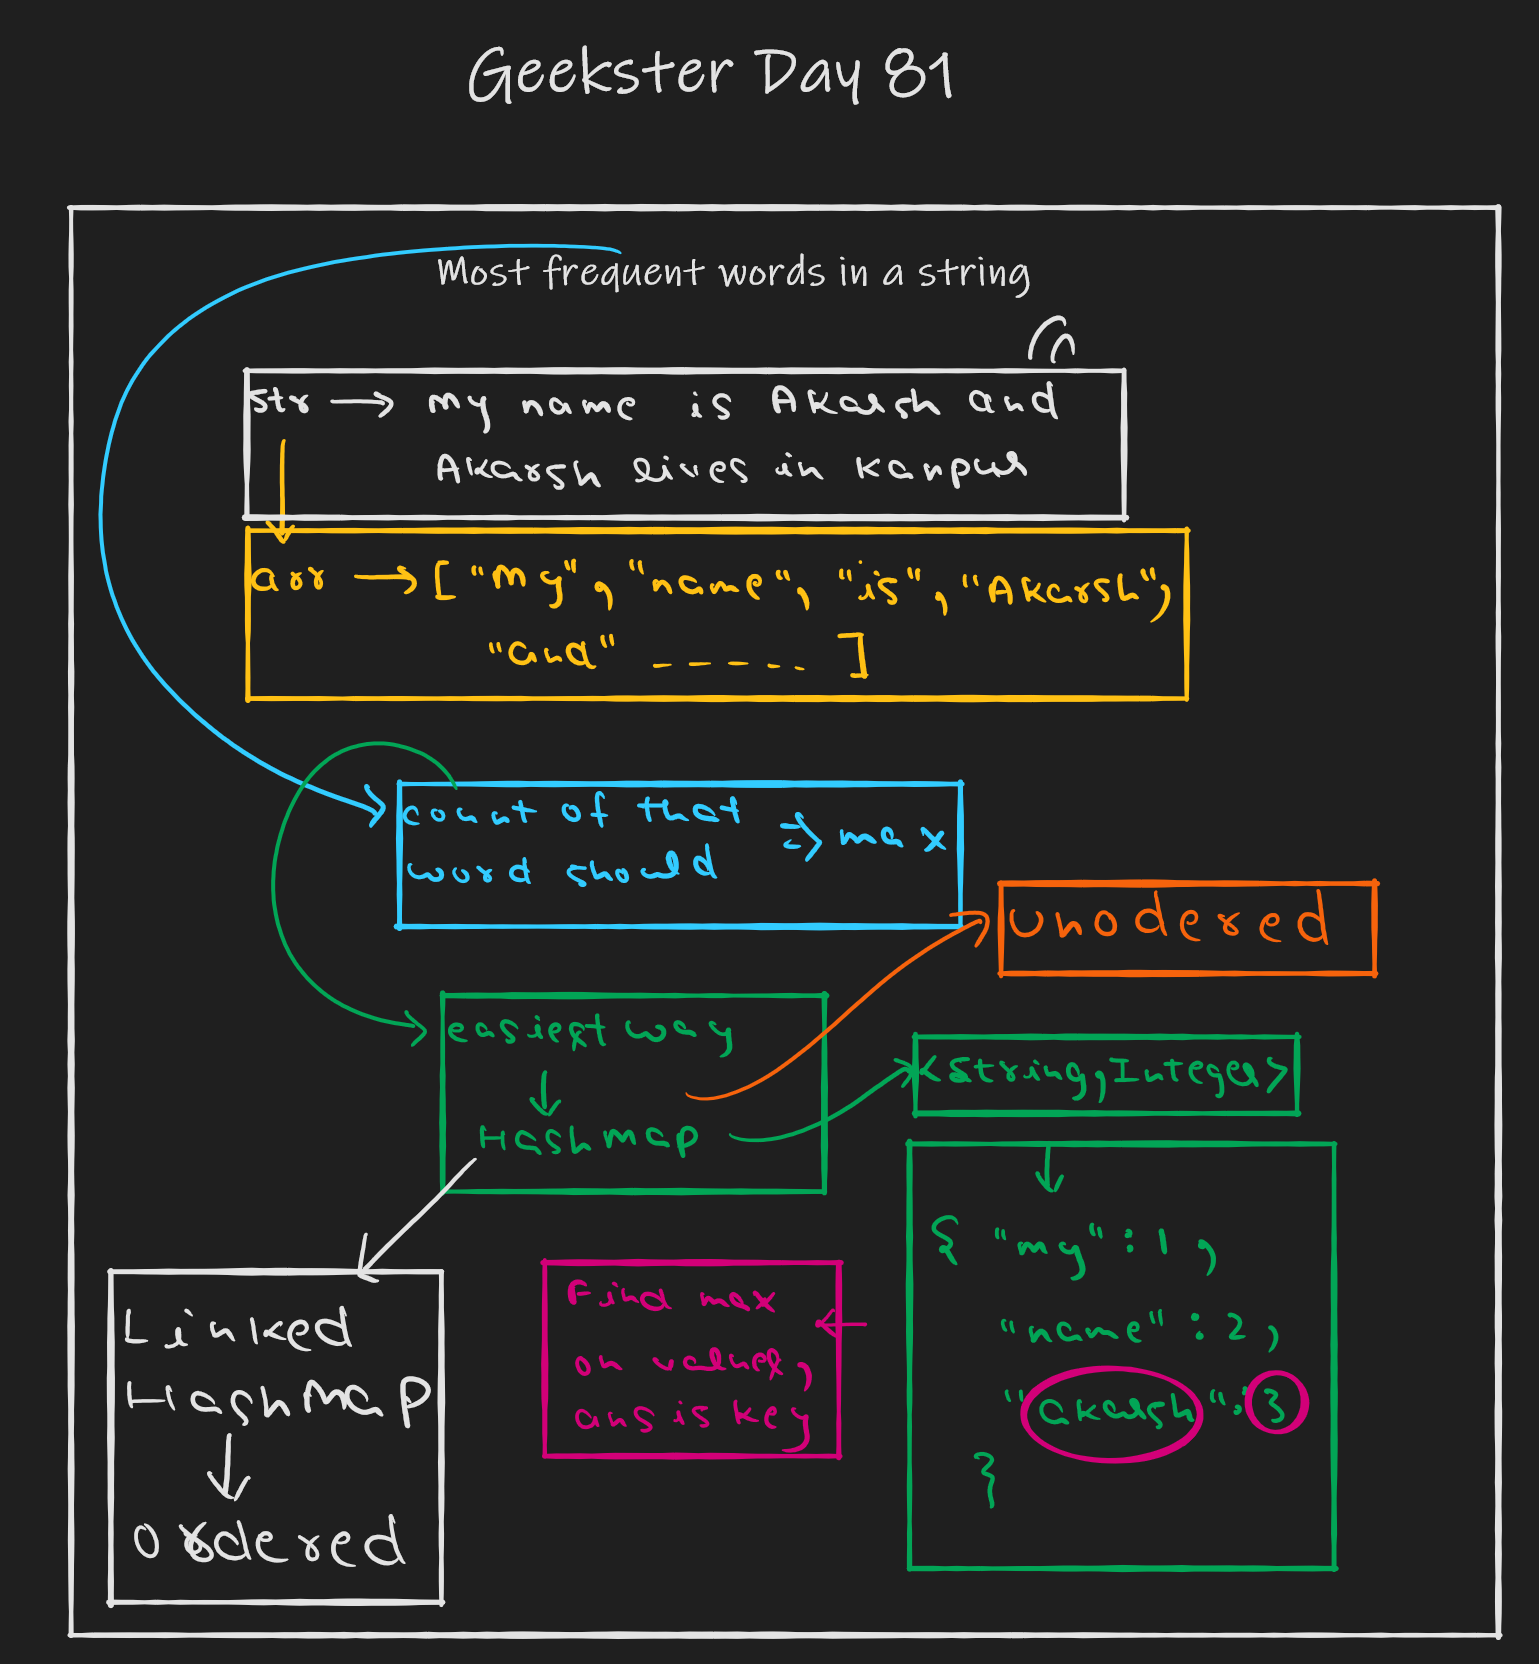 Geekster Day 81
Most frequent words in a string
str → my name is Akarsh and
Akarsh lives in kanpur
arr → ["My", "name", "is", "Akarsh",
"and" ------ ]
count of that
word should => max
unodered
easiest way
↓
Hashmap
<String, Integer>
{ "my" : 1,
"name" : 2,
"akarsh" : 3
}
Find max
on values,
ans is key
Linked
HashMap
↓
Ordered